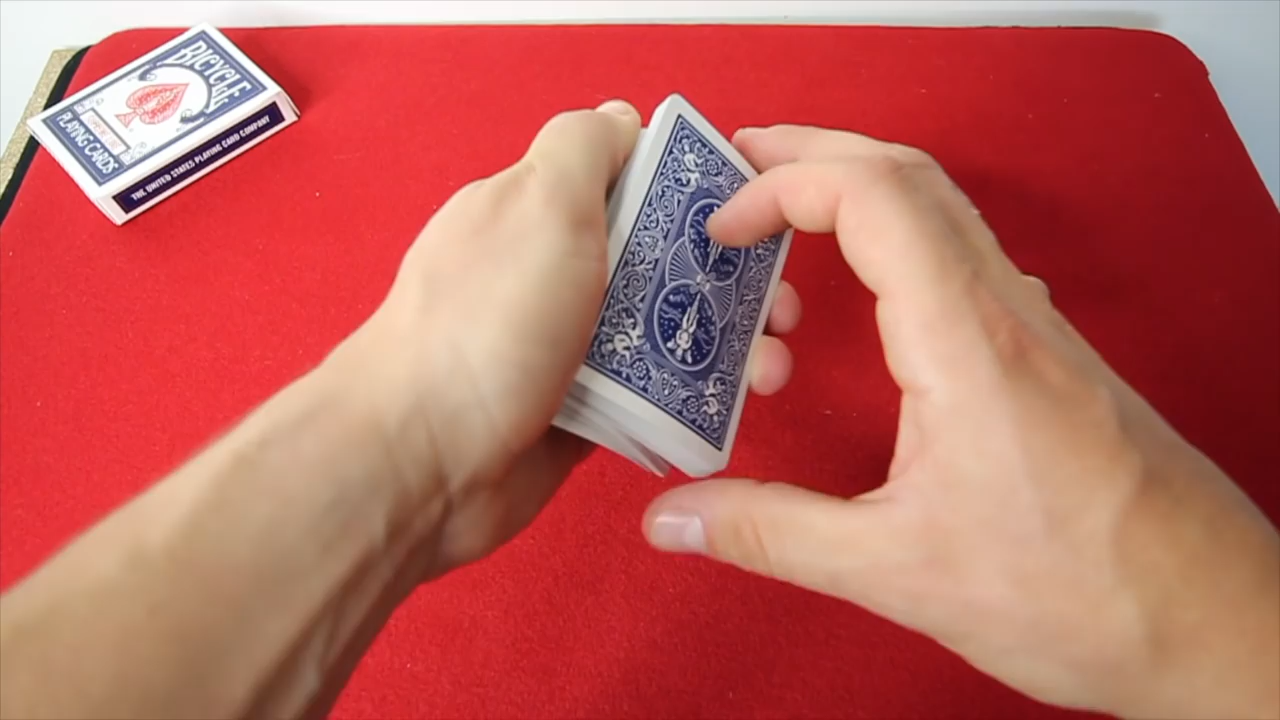 BICYCLE
PLAYING CARDS
THE UNITED STATES PLAYING CARD COMPANY